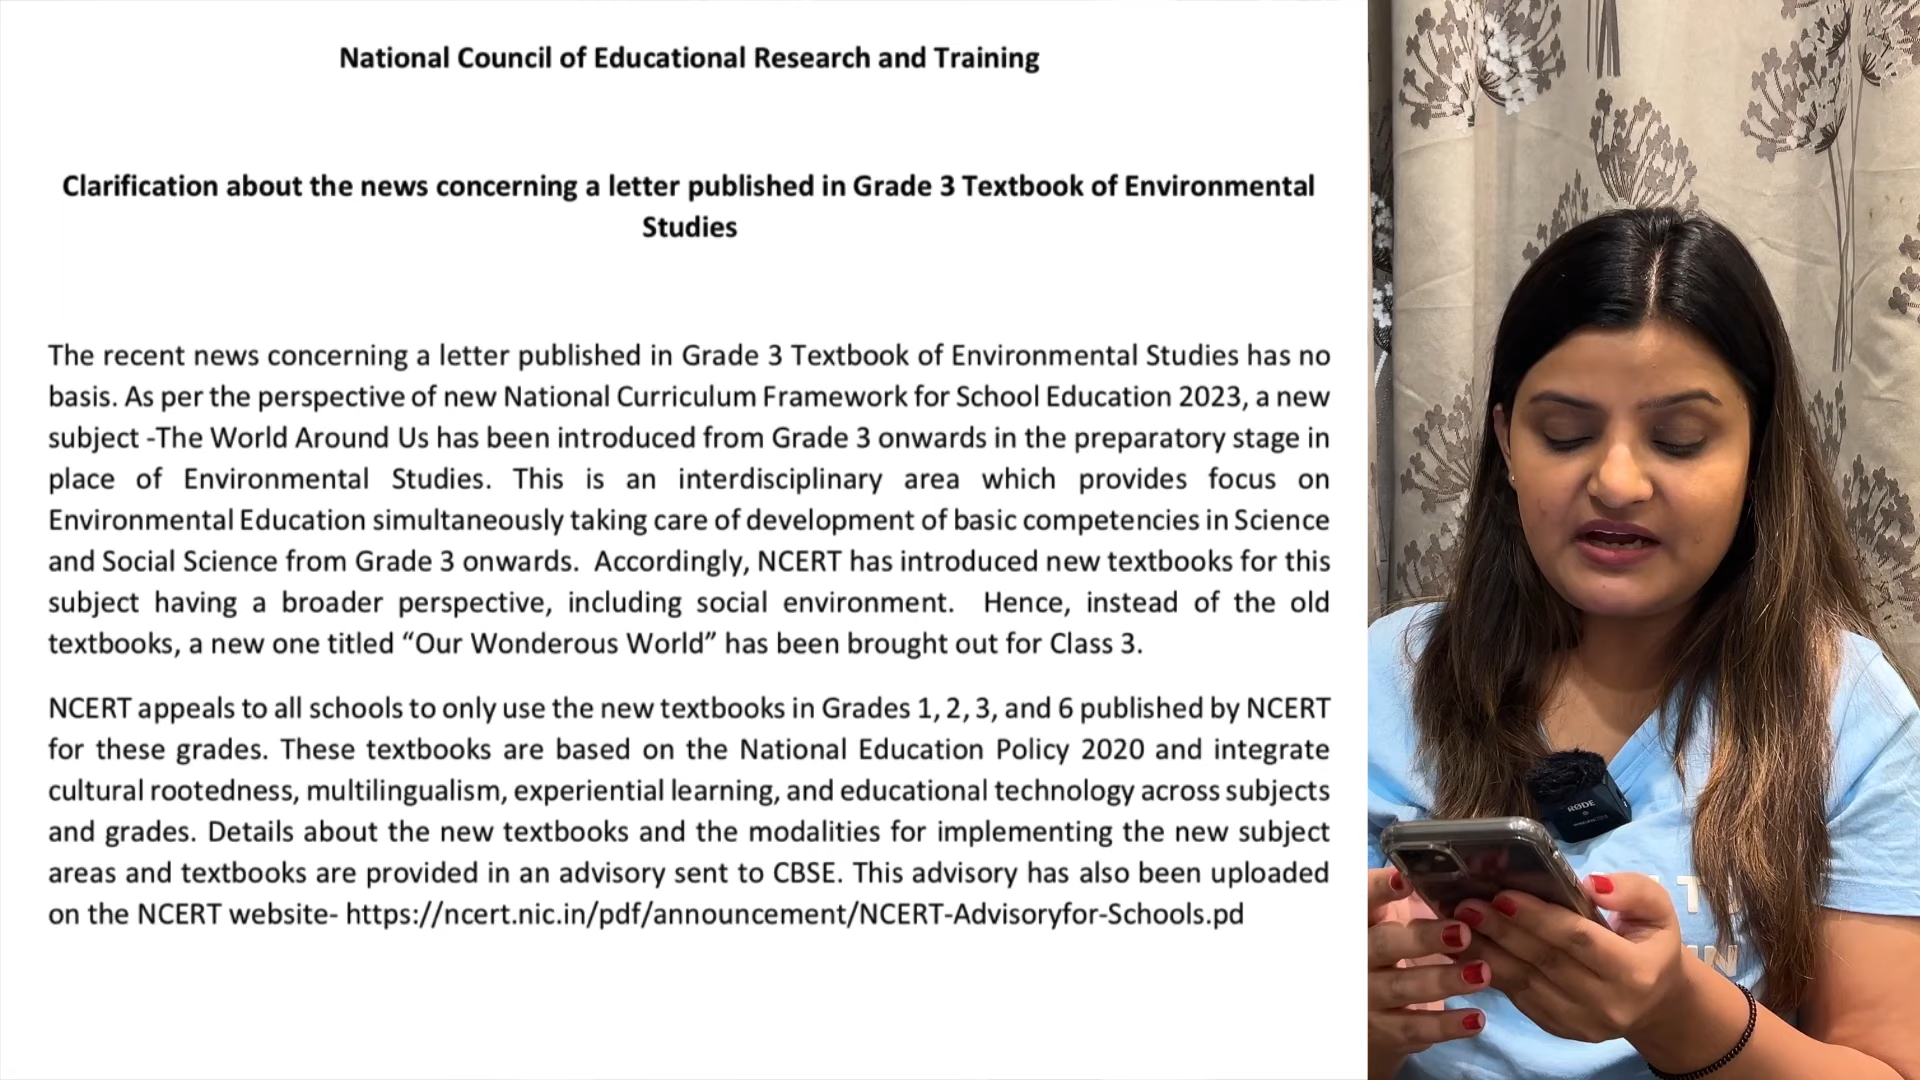 National Council of Educational Research and Training
Clarification about the news concerning a letter published in Grade 3 Textbook of Environmental
Studies
The recent news concerning a letter published in Grade 3 Textbook of Environmental Studies has no
basis. As per the perspective of new National Curriculum Framework for School Education 2023, a new
subject -The World Around Us has been introduced from Grade 3 onwards in the preparatory stage in
place of Environmental Studies. This is an interdisciplinary area which provides focus on
Environmental Education simultaneously taking care of development of basic competencies in Science
and Social Science from Grade 3 onwards. Accordingly, NCERT has introduced new textbooks for this
subject having a broader perspective, including social environment. Hence, instead of the old
textbooks, a new one titled “Our Wonderous World” has been brought out for Class 3.
NCERT appeals to all schools to only use the new textbooks in Grades 1, 2, 3, and 6 published by NCERT
for these grades. These textbooks are based on the National Education Policy 2020 and integrate
cultural rootedness, multilingualism, experiential learning, and educational technology across subjects
and grades. Details about the new textbooks and the modalities for implementing the new subject
areas and textbooks are provided in an advisory sent to CBSE. This advisory has also been uploaded
on the NCERT website- https://ncert.nic.in/pdf/announcement/NCERT-Advisoryfor-Schools.pd
RØDE